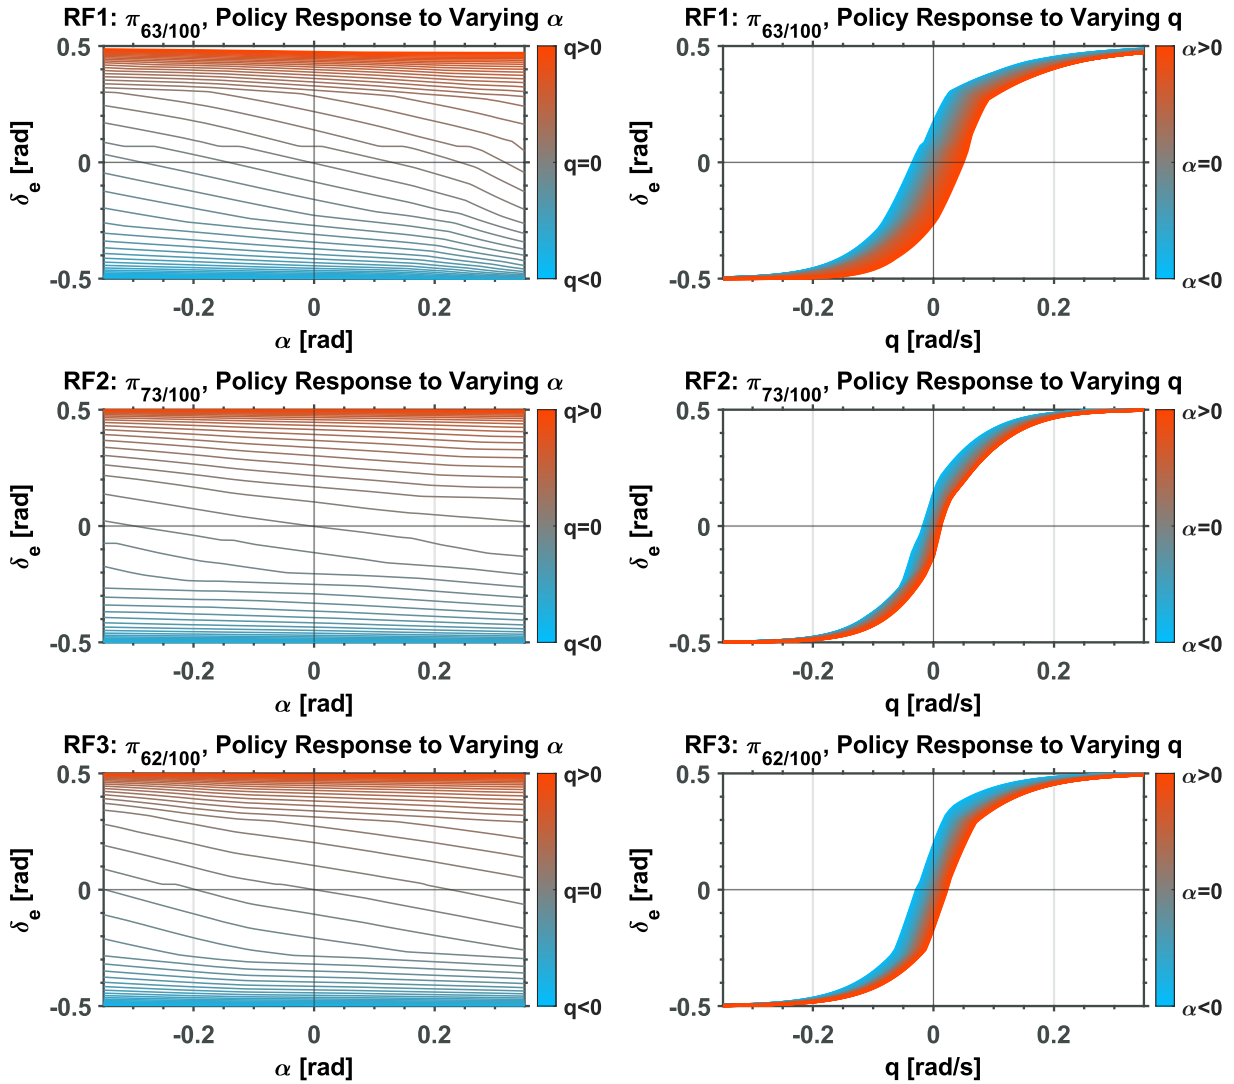 RF1: π63/100, Policy Response to Varying α
0.5
0
-0.5
δe [rad]
-0.2
0
0.2
α [rad]
q>0
q=0
q<0
RF1: π63/100, Policy Response to Varying q
0.5
0
-0.5
δe [rad]
-0.2
0
0.2
q [rad/s]
α>0
α=0
α<0
RF2: π73/100, Policy Response to Varying α
0.5
0
-0.5
δe [rad]
-0.2
0
0.2
α [rad]
q>0
q=0
q<0
RF2: π73/100, Policy Response to Varying q
0.5
0
-0.5
δe [rad]
-0.2
0
0.2
q [rad/s]
α>0
α=0
α<0
RF3: π62/100, Policy Response to Varying α
0.5
0
-0.5
δe [rad]
-0.2
0
0.2
α [rad]
q>0
q=0
q<0
RF3: π62/100, Policy Response to Varying q
0.5
0
-0.5
δe [rad]
-0.2
0
0.2
q [rad/s]
α>0
α=0
α<0